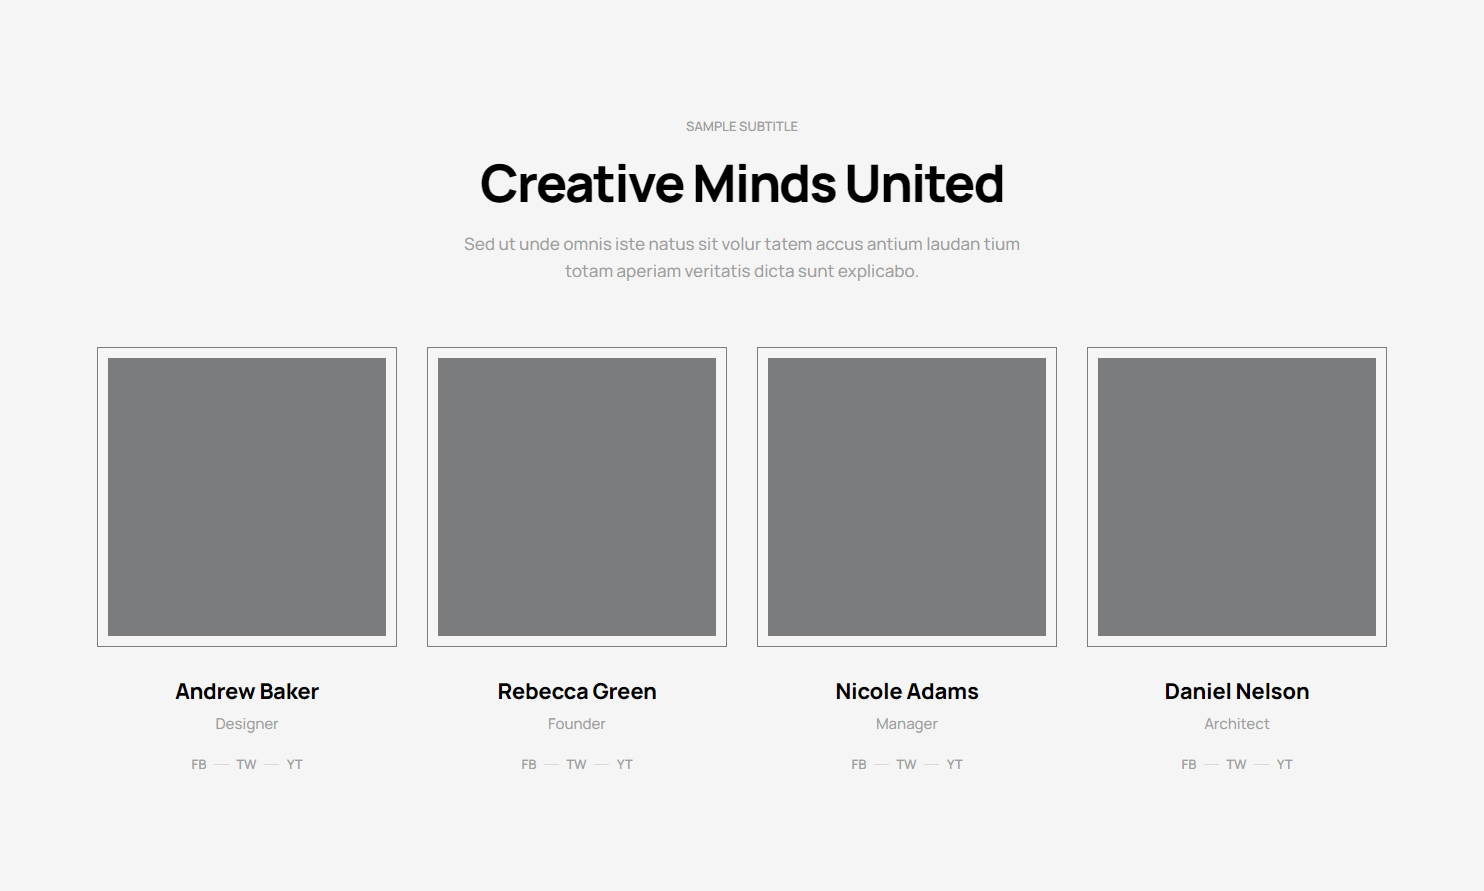 SAMPLE SUBTITLE
Creative Minds United
Sed ut unde omnis iste natus sit volur tatem accus antium laudan tium
totam aperiam veritatis dicta sunt explicabo.
Andrew Baker
Designer
FB — TW — YT
Rebecca Green
Founder
FB — TW — YT
Nicole Adams
Manager
FB — TW — YT
Daniel Nelson
Architect
FB — TW — YT